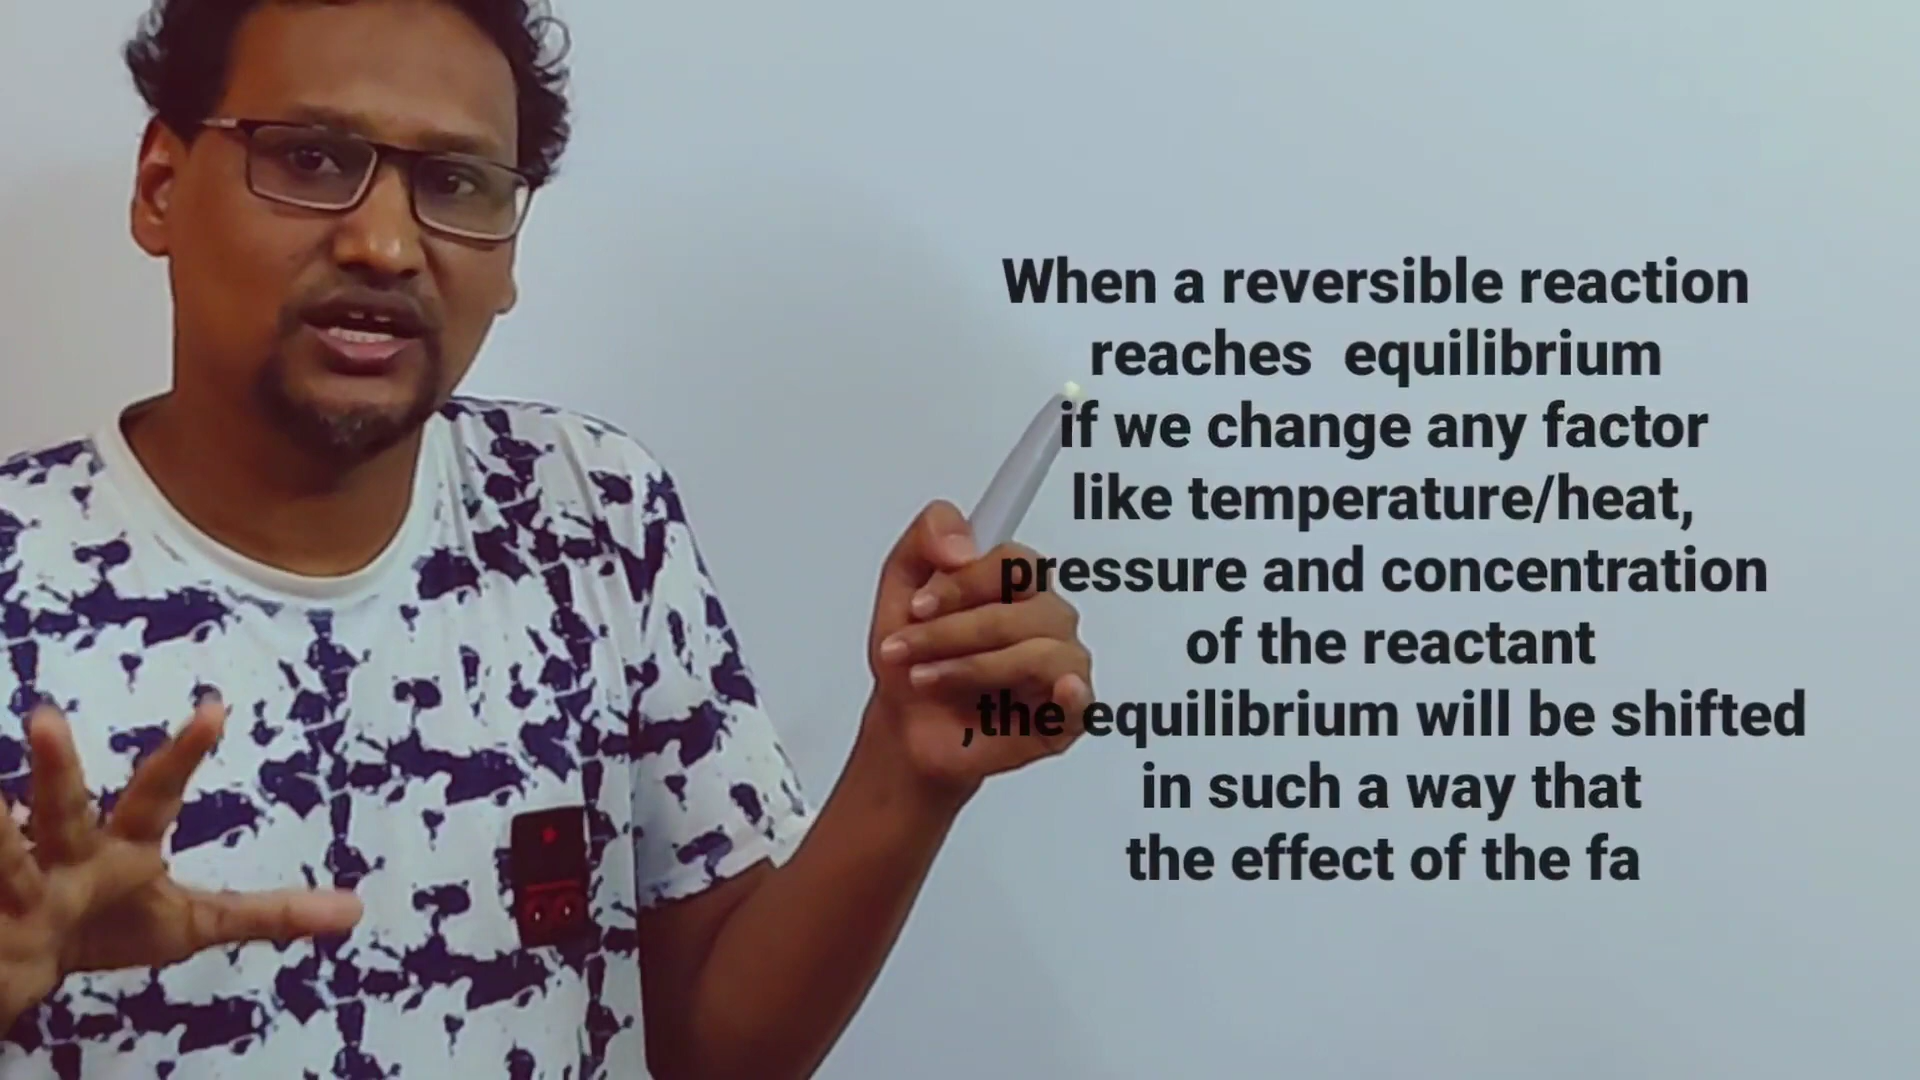 When a reversible reaction
reaches equilibrium
if we change any factor
like temperature/heat,
pressure and concentration
of the reactant
,the equilibrium will be shifted
in such a way that
the effect of the fa